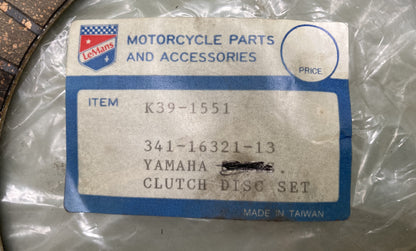 LeMans
MOTORCYCLE PARTS
AND ACCESSORIES
PRICE
ITEM K39-1551
341-16321-13
YAMAHA .
CLUTCH DISC SET
MADE IN TAIWAN